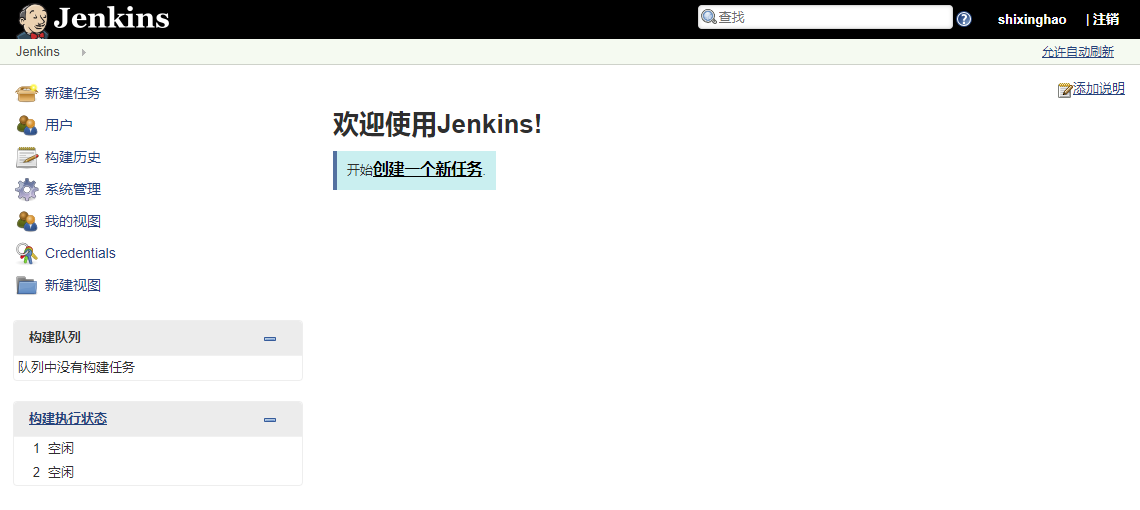 Jenkins
查找
shixinghao
| 注销
Jenkins
允许自动刷新
新建任务
用户
构建历史
系统管理
我的视图
Credentials
新建视图
构建队列
队列中没有构建任务
构建执行状态
1 空闲
2 空闲
添加说明
欢迎使用Jenkins!
开始创建一个新任务.